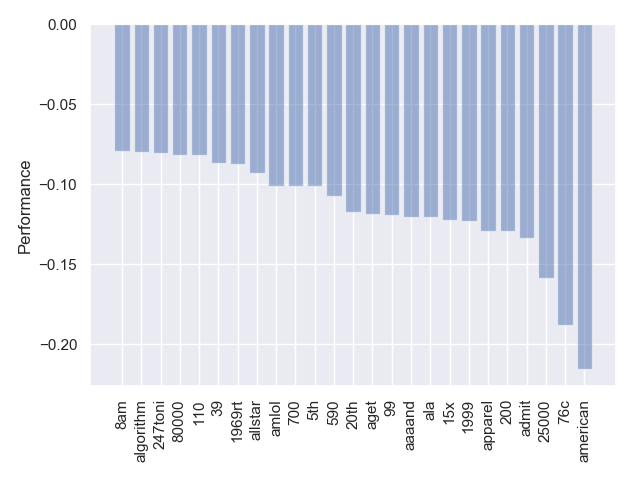 0.00
−0.05
−0.10
−0.15
−0.20
Performance
8am
algorithm
247toni
80000
110
39
1969rt
allstar
amlol
700
5th
590
20th
aget
99
aaaand
ala
15x
1999
apparel
200
admit
25000
76c
american